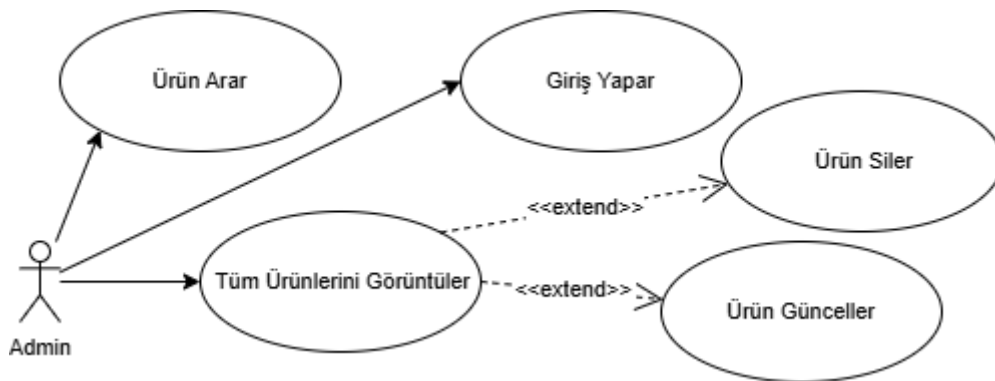 Ürün Arar
Giriş Yapar
Ürün Siler
<<extend>>
Tüm Ürünlerini Görüntüler
<<extend>>
Ürün Günceller
Admin